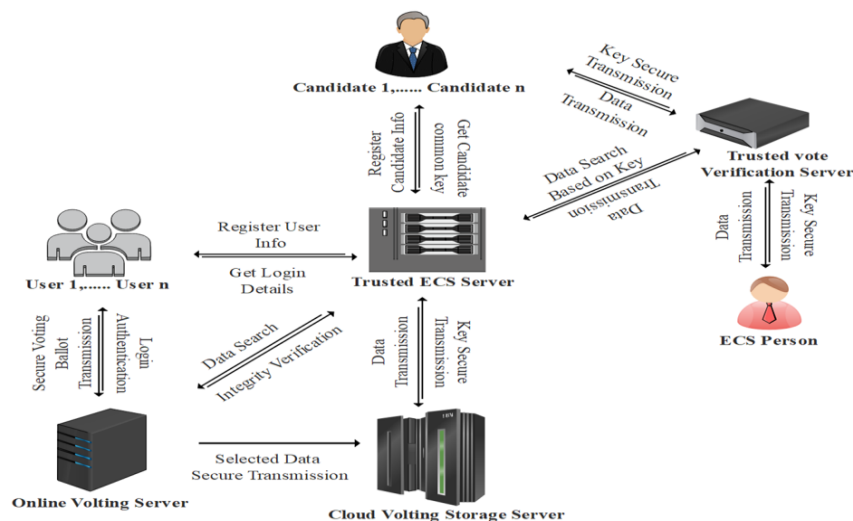 Candidate 1,...... Candidate n
Key Secure
Transmission
Data
Transmission
Trusted vote
Verification Server
Register
Candidate Info
Get Candidate
common key
Data Search
Based on Key
Data
Transmission
Data
Transmission
Key Secure
Transmission
ECS Person
User 1,...... User n
Register User
Info
Get Login
Details
Trusted ECS Server
Secure Voting
Ballot
Transmission
Login
Authentication
Data Search
Integrity Verification
Data
Transmission
Key Secure
Transmission
Online Volting Server
Selected Data
Secure Transmission
Cloud Volting Storage Server